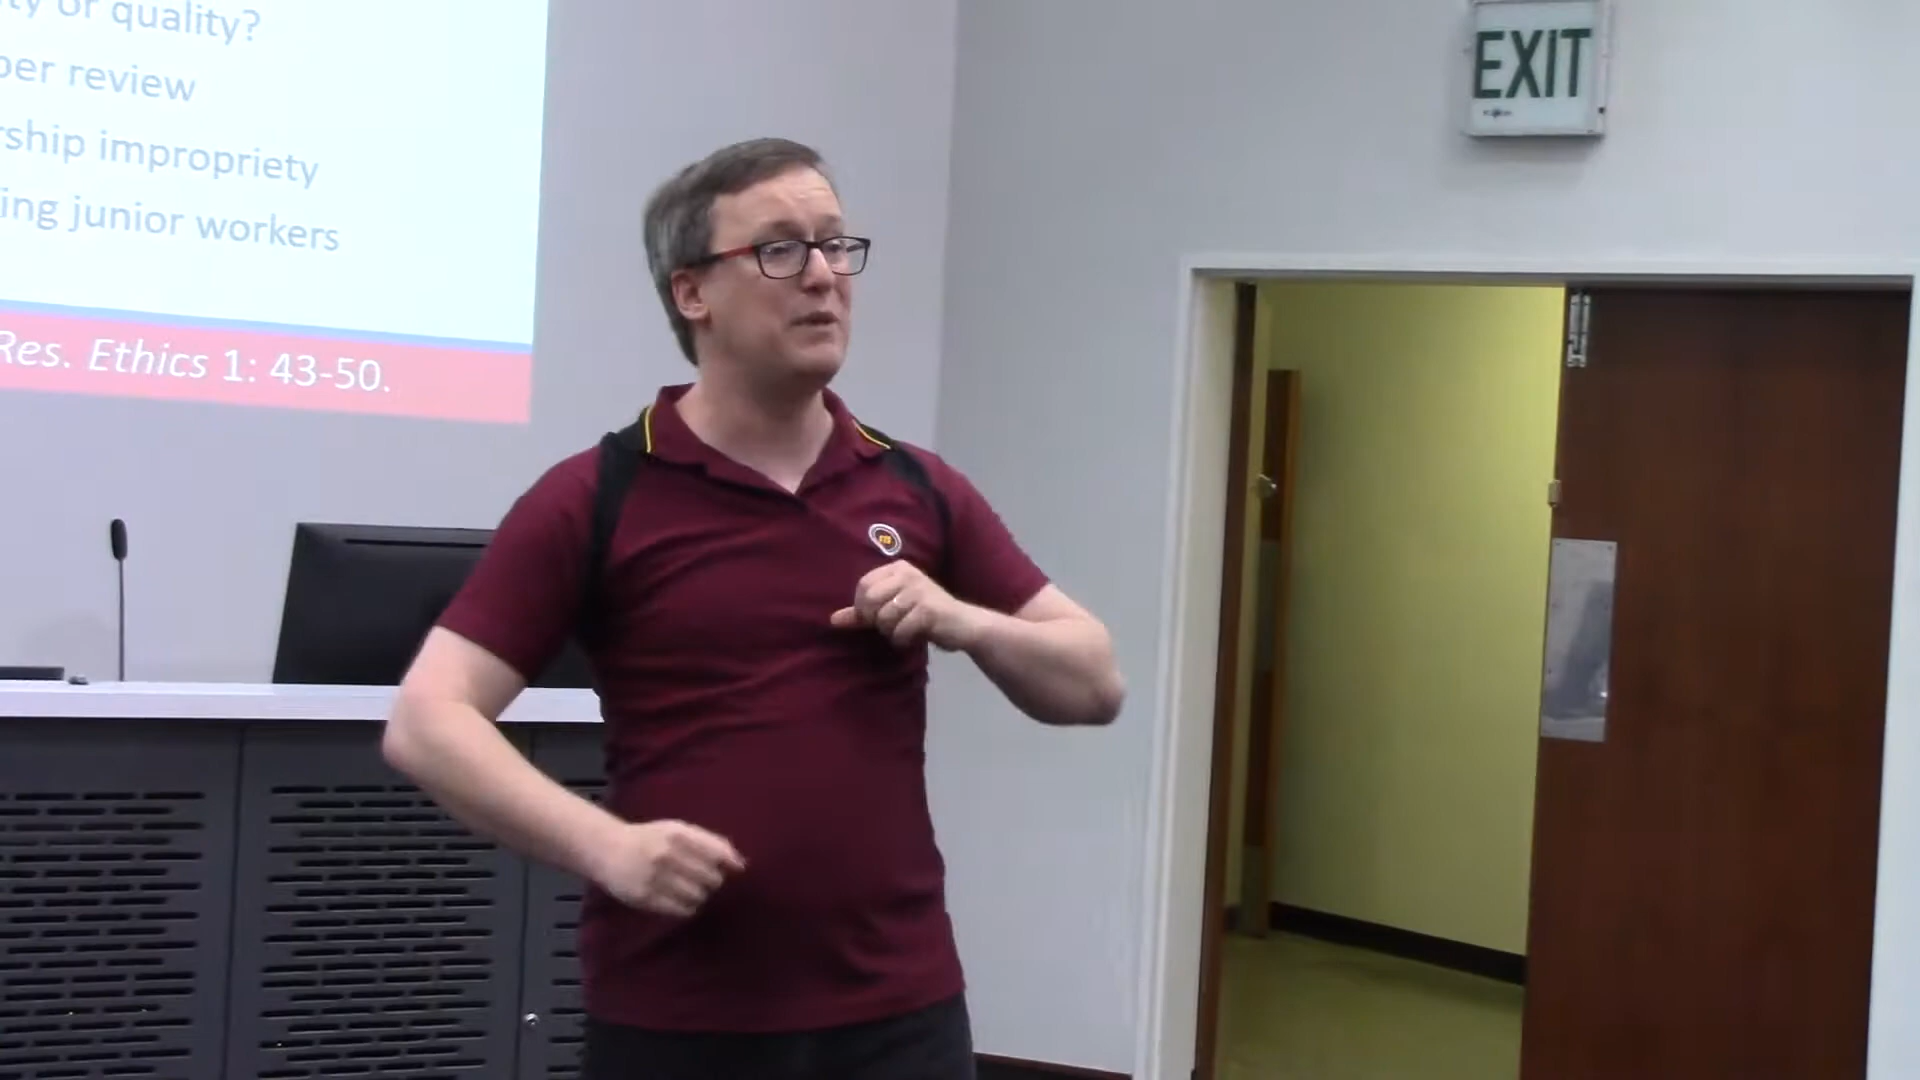 ty or quality?
per review
rship impropriety
ing junior workers
Res. Ethics 1: 43-50.
EXIT